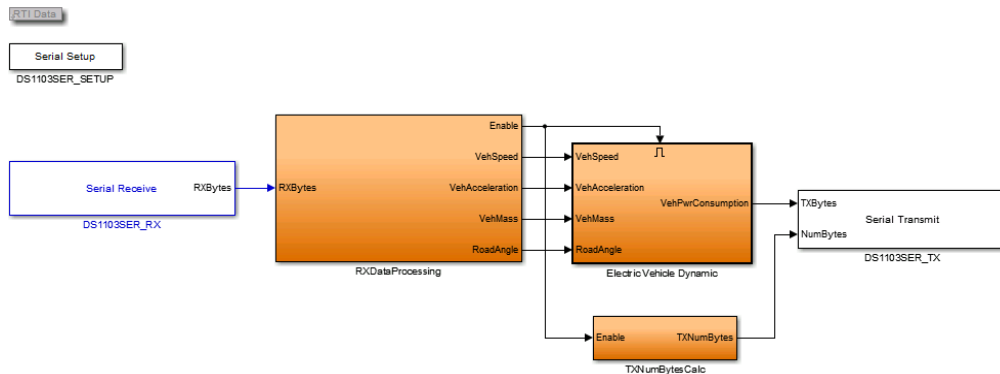 RTI Data
Serial Setup
DS1103SER_SETUP
Serial Receive
RXBytes
DS1103SER_RX
RXBytes
Enable
VehSpeed
VehAcceleration
VehMass
RoadAngle
RXDataProcessing
VehSpeed
VehAcceleration
VehMass
RoadAngle
VehPwrConsumption
Electric Vehicle Dynamic
TXBytes
NumBytes
Serial Transmit
DS1103SER_TX
Enable
TXNumBytes
TXNumBytesCalc